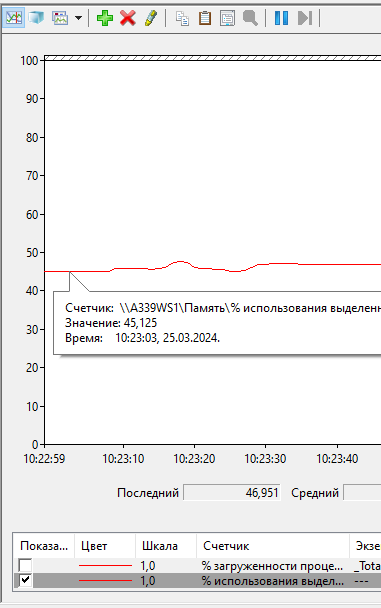 100
90
80
70
60
50
40
Счетчик: \\A339WS1\Память\% использования выделенн
Значение: 45,125
Время: 10:23:03, 25.03.2024.
30
20
10
0
10:22:59 10:23:10 10:23:20 10:23:30 10:23:40
Последний 46,951 Средний
Показа... Цвет Шкала Счетчик Экзе
1,0 % загруженности проце... _Tota
1,0 % использования выдел... ---